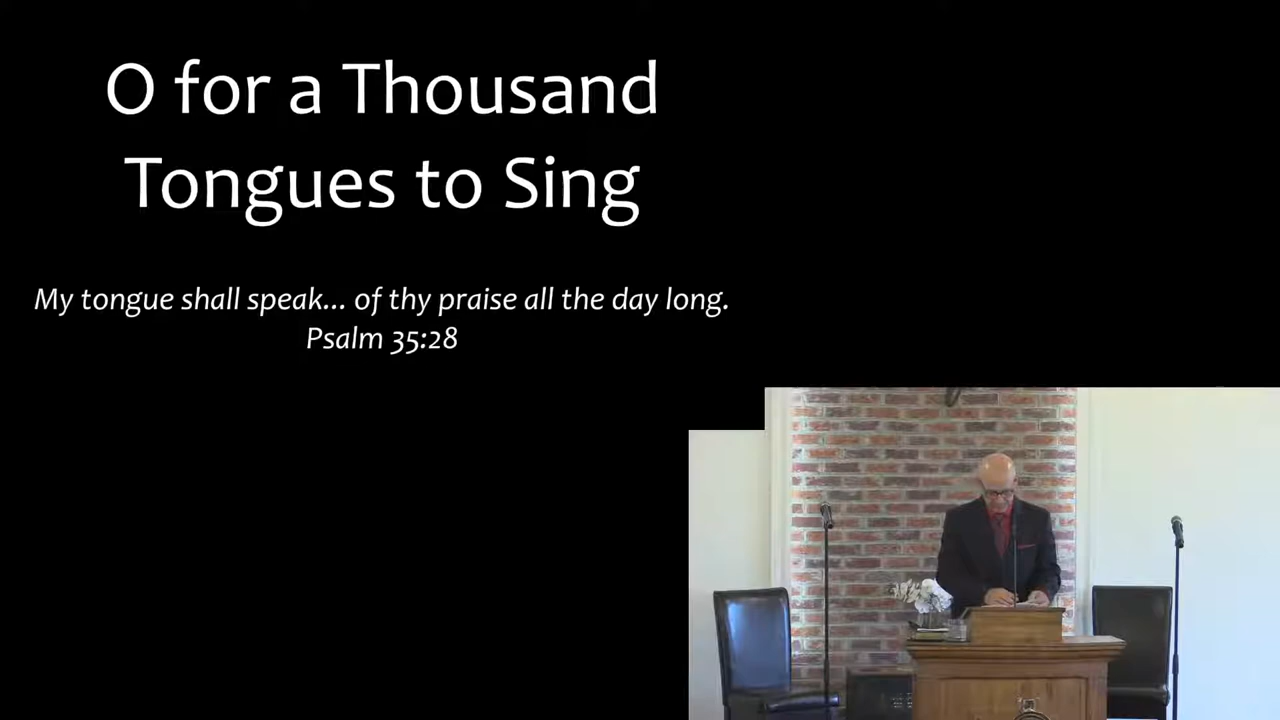 O for a Thousand
Tongues to Sing
My tongue shall speak... of thy praise all the day long.
Psalm 35:28